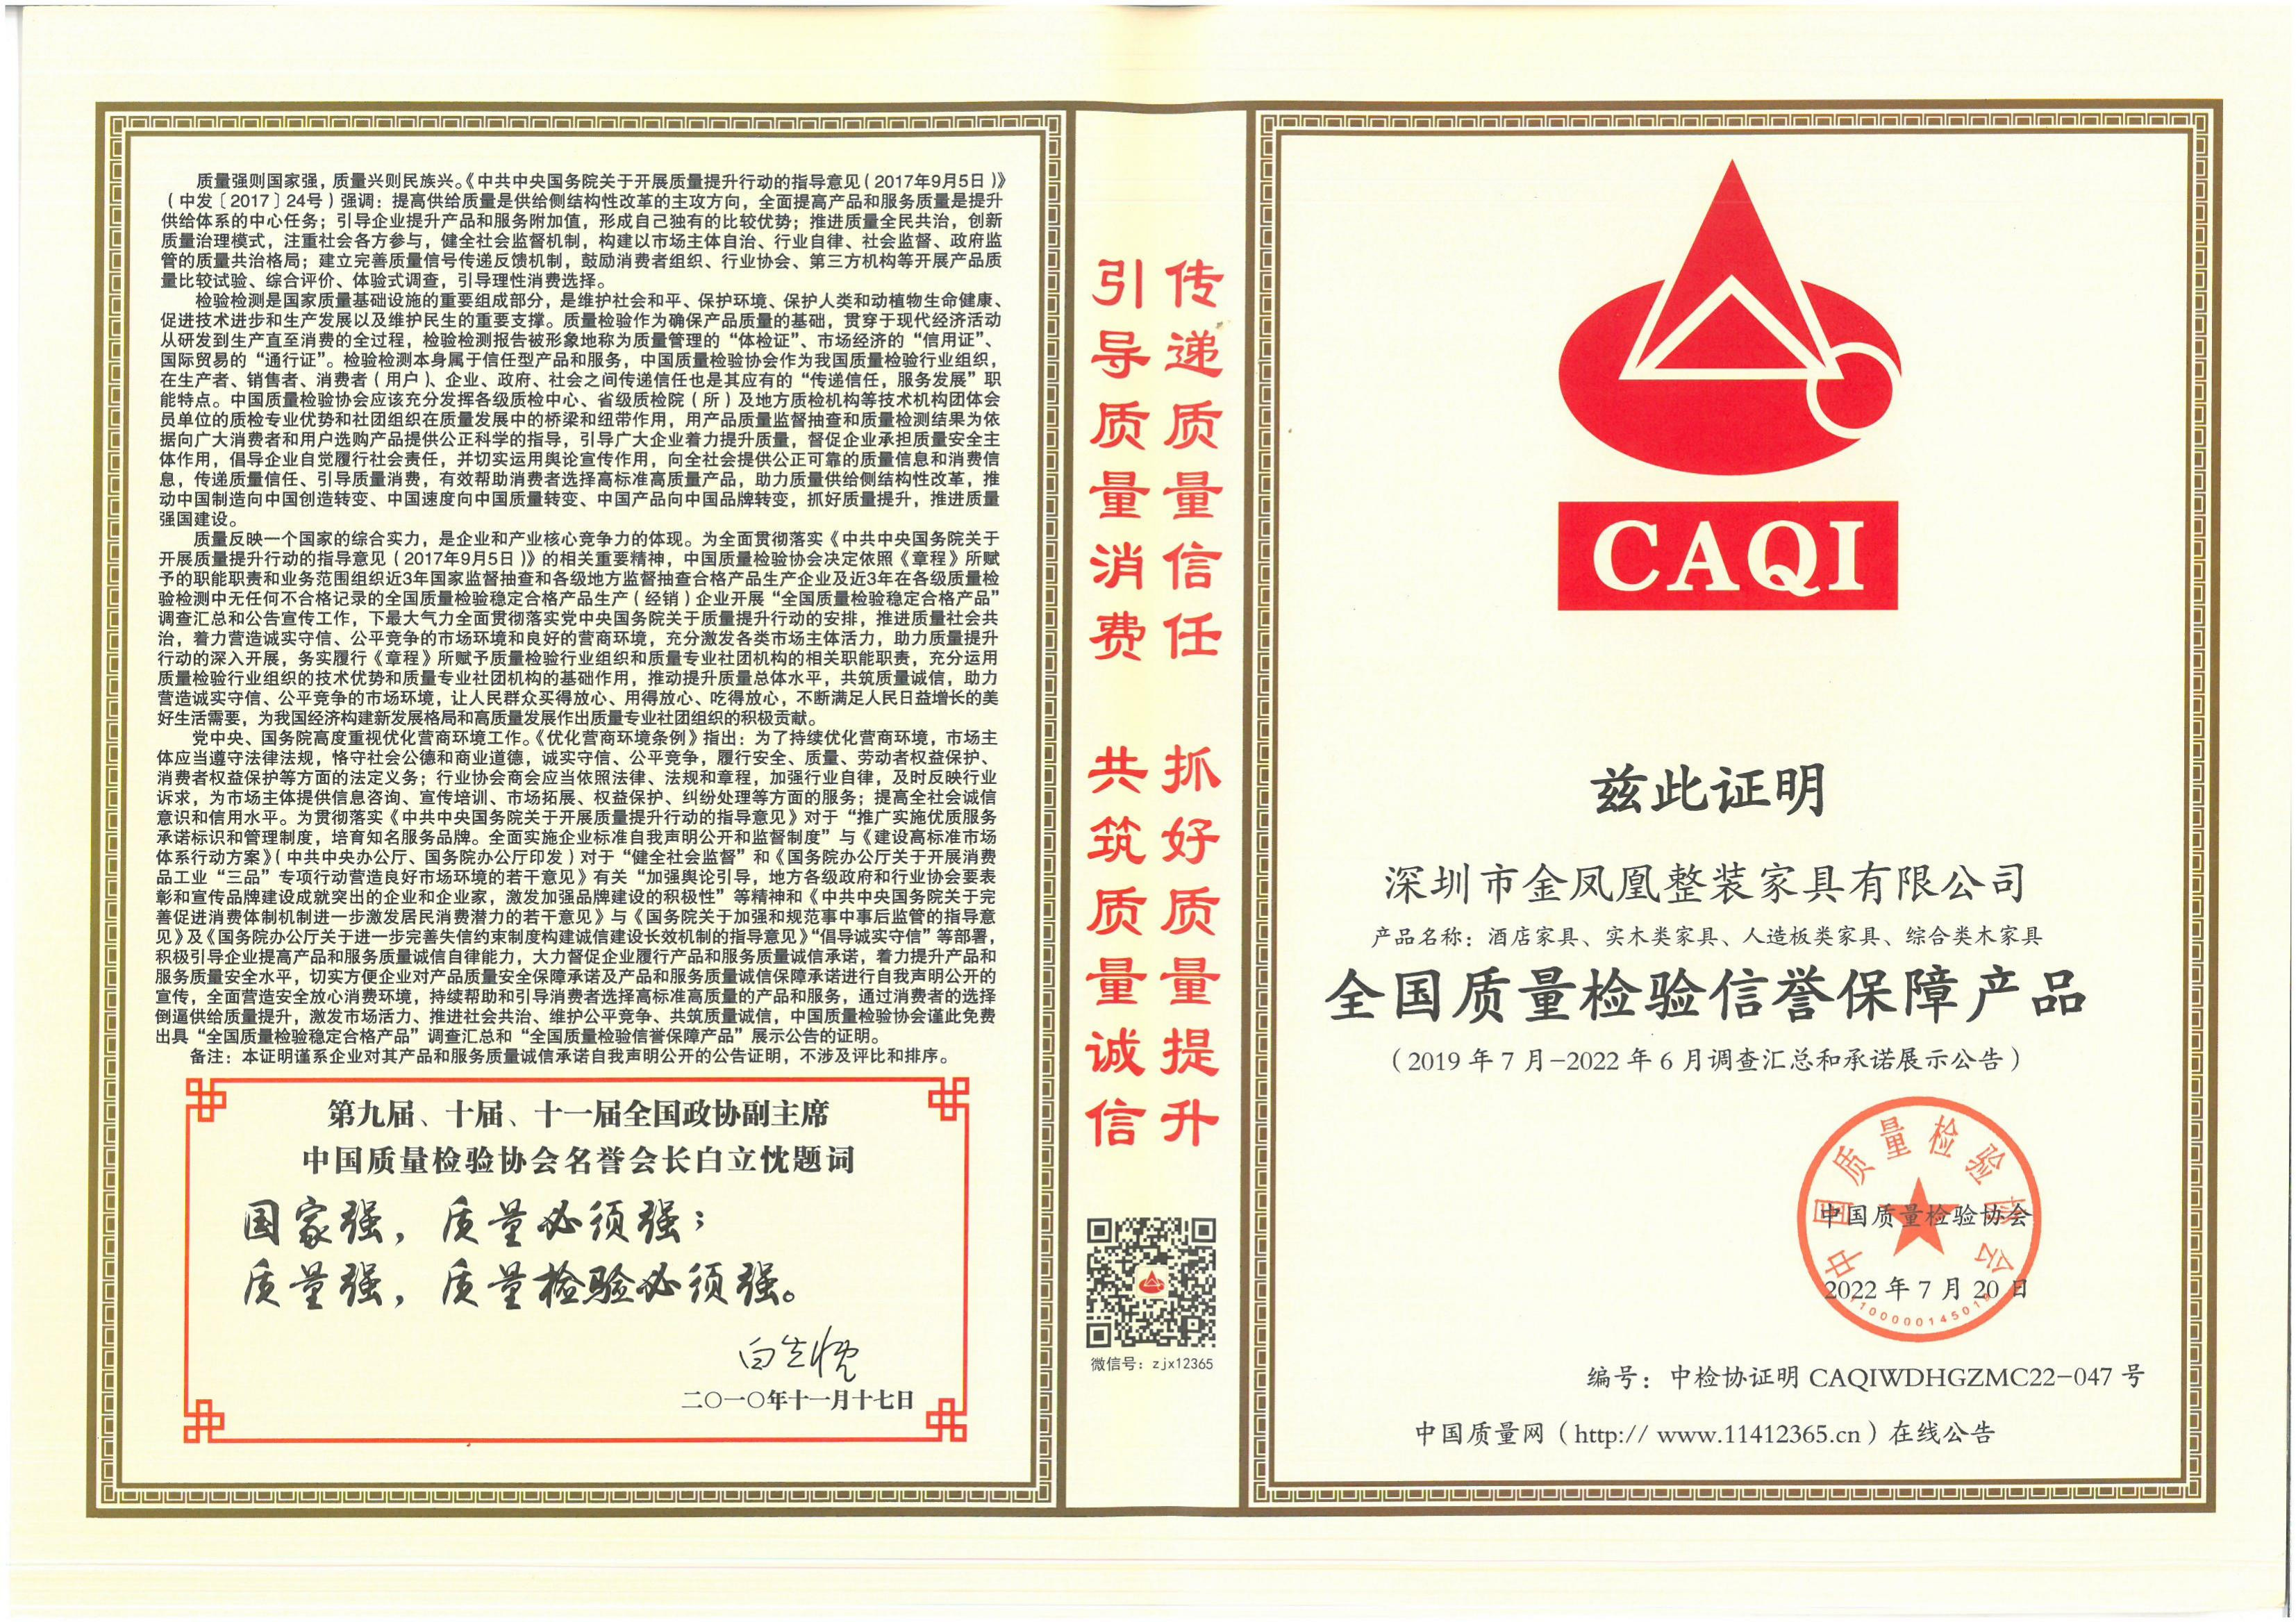 质量强则国家强，质量兴则民族兴。《中共中央国务院关于开展质量提升行动的指导意见（2017年9月5日）》
（中发〔2017〕24号）强调：提高供给质量是供给侧结构性改革的主攻方向，全面提高产品和服务质量是提升
供给体系的中心任务；引导企业提升产品和服务附加值，形成自己独有的比较优势；推进质量全民共治，创新
质量治理模式，注重社会各方参与，健全社会监督机制，构建以市场主体自治、行业自律、社会监督、政府监
管的质量共治格局；建立完善质量信号传递反馈机制，鼓励消费者组织、行业协会、第三方机构等开展产品质
量比较试验、综合评价、体验式调查，引导理性消费选择。
检验检测是国家质量基础设施的重要组成部分，是维护社会和平、保护环境、保护人类和动植物生命健康、
促进技术进步和生产发展以及维护民生的重要支撑。质量检验作为确保产品质量的基础，贯穿于现代经济活动
从研发到生产直至消费的全过程，检验检测报告被形象地称为质量管理的“体检证”、市场经济的“信用证”、
国际贸易的“通行证”。检验检测本身属于信任型产品和服务，中国质量检验协会作为我国质量检验行业组织，
在生产者、销售者、消费者（用户）、企业、政府、社会之间传递信任也是其应有的“传递信任，服务发展”职
能特点。中国质量检验协会应该充分发挥各级质检中心、省级质检院（所）及地方质检机构等技术机构团体会
员单位的质检专业优势和社团组织在质量发展中的桥梁和纽带作用，用产品质量监督抽查和质量检测结果为依
据向广大消费者和用户选购产品提供公正科学的指导，引导广大企业着力提升质量，督促企业承担质量安全主
体作用，倡导企业自觉履行社会责任，并切实运用舆论宣传作用，向全社会提供公正可靠的质量信息和消费信
息，传递质量信任、引导质量消费，有效帮助消费者选择高标准高质量产品，助力质量供给侧结构性改革，推
动中国制造向中国创造转变、中国速度向中国质量转变、中国产品向中国品牌转变，抓好质量提升，推进质量
强国建设。
质量反映一个国家的综合实力，是企业和产业核心竞争力的体现。为全面贯彻落实《中共中央国务院关于
开展质量提升行动的指导意见（2017年9月5日）》的相关重要精神，中国质量检验协会决定依照《章程》所赋
予的职能职责和业务范围组织近3年国家监督抽查和各级地方监督抽查合格产品生产企业及近3年在各级质量检
验检测中无任何不合格记录的全国质量检验稳定合格产品生产（经销）企业开展“全国质量检验稳定合格产品”
调查汇总和公告宣传工作，下最大气力全面贯彻落实党中央国务院关于质量提升行动的安排，推进质量社会共
治，着力营造诚实守信、公平竞争的市场环境和良好的营商环境，充分激发各类市场主体活力，助力质量提升
行动的深入开展，务实履行《章程》所赋予质量检验行业组织和质量专业社团机构的相关职能职责，充分运用
质量检验行业组织的技术优势和质量专业社团机构的基础作用，推动提升质量总体水平，共筑质量诚信，助力
营造诚实守信、公平竞争的市场环境，让人民群众买得放心、用得放心、吃得放心，不断满足人民日益增长的美
好生活需要，为我国经济构建新发展格局和高质量发展作出质量专业社团组织的积极贡献。
党中央、国务院高度重视优化营商环境工作。《优化营商环境条例》指出：为了持续优化营商环境，市场主
体应当遵守法律法规，恪守社会公德和商业道德，诚实守信、公平竞争，履行安全、质量、劳动者权益保护、
消费者权益保护等方面的法定义务；行业协会商会应当依照法律、法规和章程，加强行业自律，及时反映行业
诉求，为市场主体提供信息咨询、宣传培训、市场拓展、权益保护、纠纷处理等方面的服务；提高全社会诚信
意识和信用水平。为贯彻落实《中共中央国务院关于开展质量提升行动的指导意见》对于“推广实施优质服务
承诺标识和管理制度，培育知名服务品牌。全面实施企业标准自我声明公开和监督制度”与《建设高标准市场
体系行动方案》（中共中央办公厅、国务院办公厅印发）对于“健全社会监督”和《国务院办公厅关于开展消费
品工业“三品”专项行动营造良好市场环境的若干意见》有关“加强舆论引导，地方各级政府和行业协会要表
彰和宣传品牌建设成就突出的企业和企业家，激发加强品牌建设的积极性”等精神和《中共中央国务院关于完
善促进消费体制机制进一步激发居民消费潜力的若干意见》与《国务院关于加强和规范事中事后监管的指导意
见》及《国务院办公厅关于进一步完善失信约束制度构建诚信建设长效机制的指导意见》“倡导诚实守信”等部署，
积极引导企业提高产品和服务质量诚信自律能力，大力督促企业履行产品和服务质量诚信承诺，着力提升产品和
服务质量安全水平，切实方便企业对产品质量安全保障承诺及产品和服务质量诚信保障承诺进行自我声明公开的
宣传，全面营造安全放心消费环境，持续帮助和引导消费者选择高标准高质量的产品和服务，通过消费者的选择
倒逼供给质量提升，激发市场活力、推进社会共治、维护公平竞争、共筑质量诚信，中国质量检验协会谨此免费
出具“全国质量检验稳定合格产品”调查汇总和“全国质量检验信誉保障产品”展示公告的证明。
备注：本证明谨系企业对其产品和服务质量诚信承诺自我声明公开的公告证明，不涉及评比和排序。
第九届、十届、十一届全国政协副主席
中国质量检验协会名誉会长白立忱题词
国家强，质量必须强；
质量强，质量检验必须强。
白立忱
二〇一〇年十一月十七日
传递质量信任 抓好质量提升
引导质量消费 共筑质量诚信
微信号：zjx12365
CAQI
兹此证明
深圳市金凤凰整装家具有限公司
产品名称：酒店家具、实木类家具、人造板类家具、综合类木家具
全国质量检验信誉保障产品
（2019年7月-2022年6月调查汇总和承诺展示公告）
中国质量检验协会
中国质量检验协会
2022年7月20日
编号：中检协证明CAQIWDHGZMC22-047号
中国质量网（http:// www.11412365.cn）在线公告